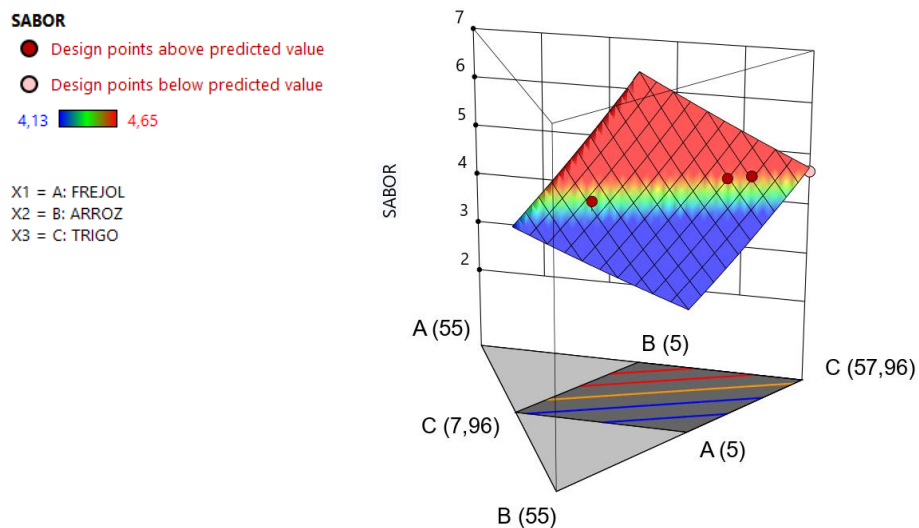 SABOR
Design points above predicted value
Design points below predicted value
4,13 4,65
X1 = A: FREJOL
X2 = B: ARROZ
X3 = C: TRIGO
7
6
5
4
3
2
SABOR
A (55)
B (5)
C (57,96)
C (7,96)
A (5)
B (55)